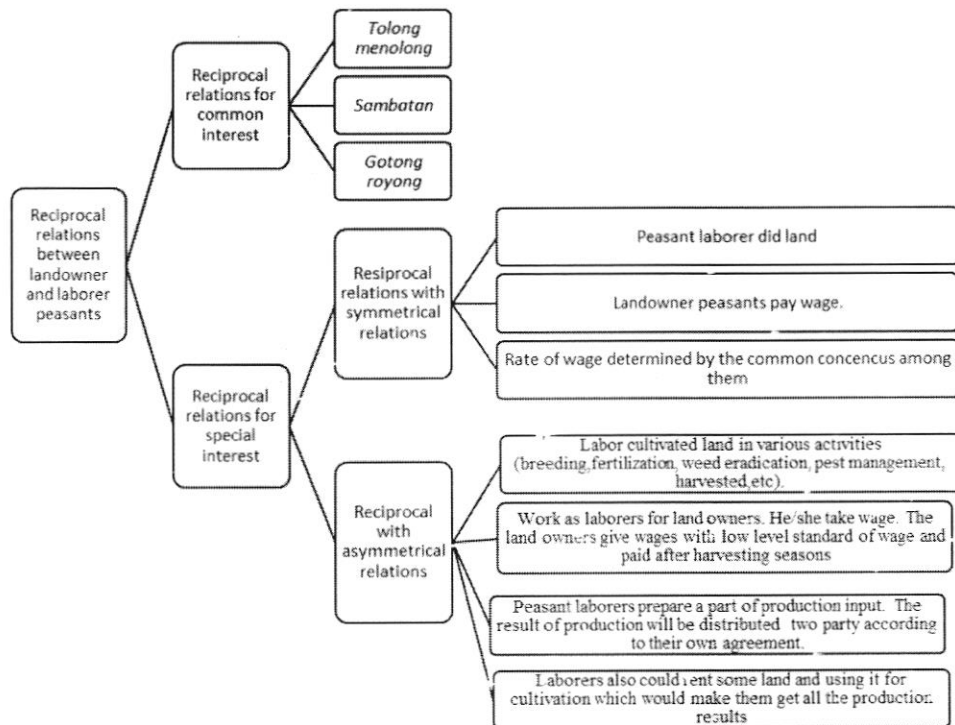 Reciprocal
relations
between
landowner
and laborer
peasants
Reciprocal
relations for
common
interest
Tolong
menolong
Sambatan
Gotong
royong
Reciprocal
relations for
special
interest
Resiprocal
relations with
symmetrical
relations
Peasant laborer did land
Landowner peasants pay wage.
Rate of wage determined by the common concencus among
them
Reciprocal
with
asymmetrical
relations
Labor cultivated land in various activities
(breeding,fertilization, weed eradication, pest management,
harvested,etc).
Work as laborers for land owners. He/she take wage. The
land owners give wages with low level standard of wage and
paid after harvesting seasons
Peasant laborers prepare a part of production input. The
result of production will be distributed two party according
to their own agreement.
Laborers also could rent some land and using it for
cultivation which would make them get all the production
results